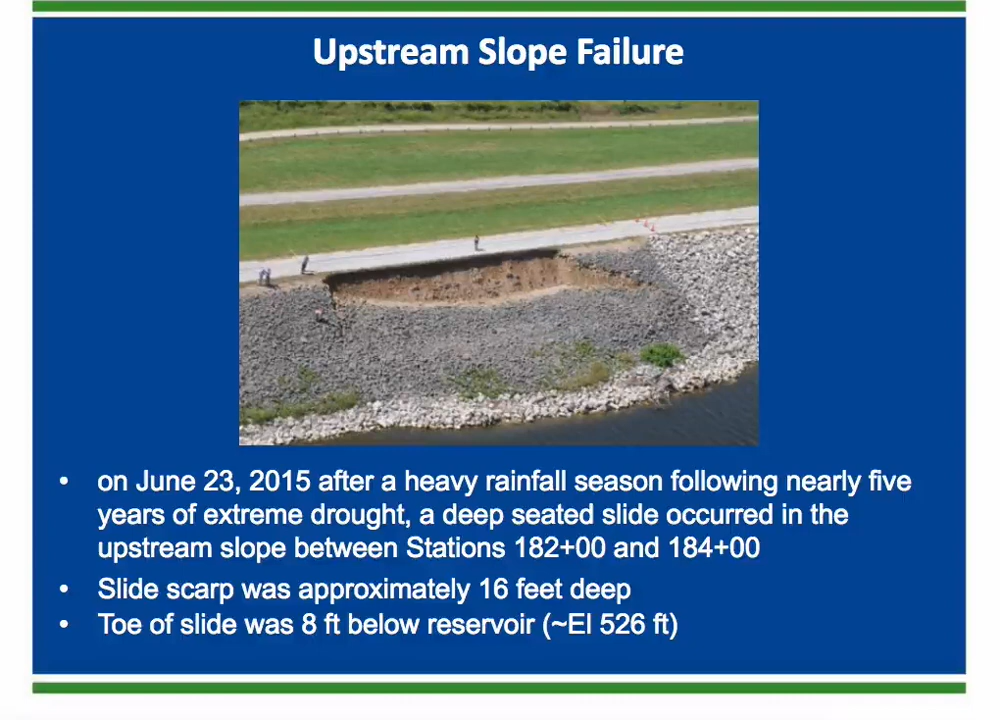 Upstream Slope Failure
• on June 23, 2015 after a heavy rainfall season following nearly five
years of extreme drought, a deep seated slide occurred in the
upstream slope between Stations 182+00 and 184+00
• Slide scarp was approximately 16 feet deep
• Toe of slide was 8 ft below reservoir (~El 526 ft)